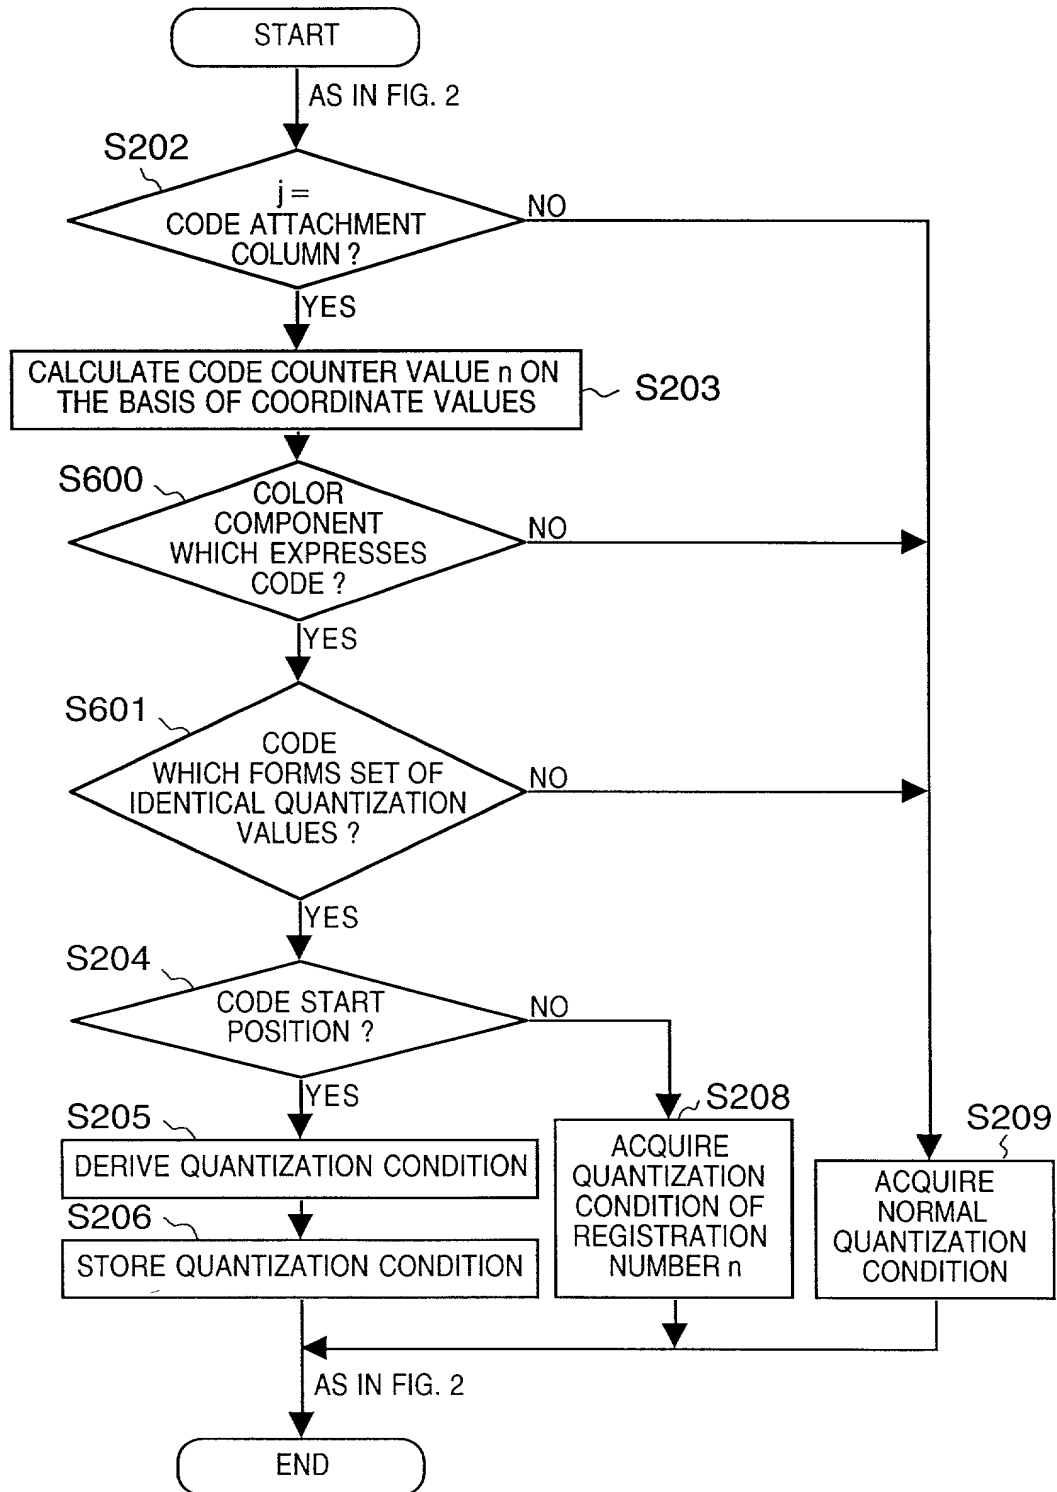 START
AS IN FIG. 2
S202
j =
CODE ATTACHMENT
COLUMN ?
NO
YES
CALCULATE CODE COUNTER VALUE n ON
THE BASIS OF COORDINATE VALUES
S203
S600
COLOR
COMPONENT
WHICH EXPRESSES
CODE ?
NO
YES
S601
CODE
WHICH FORMS SET OF
IDENTICAL QUANTIZATION
VALUES ?
NO
YES
S204
CODE START
POSITION ?
NO
YES
S205
DERIVE QUANTIZATION CONDITION
S206
STORE QUANTIZATION CONDITION
S208
ACQUIRE
QUANTIZATION
CONDITION OF
REGISTRATION
NUMBER n
S209
ACQUIRE
NORMAL
QUANTIZATION
CONDITION
AS IN FIG. 2
END